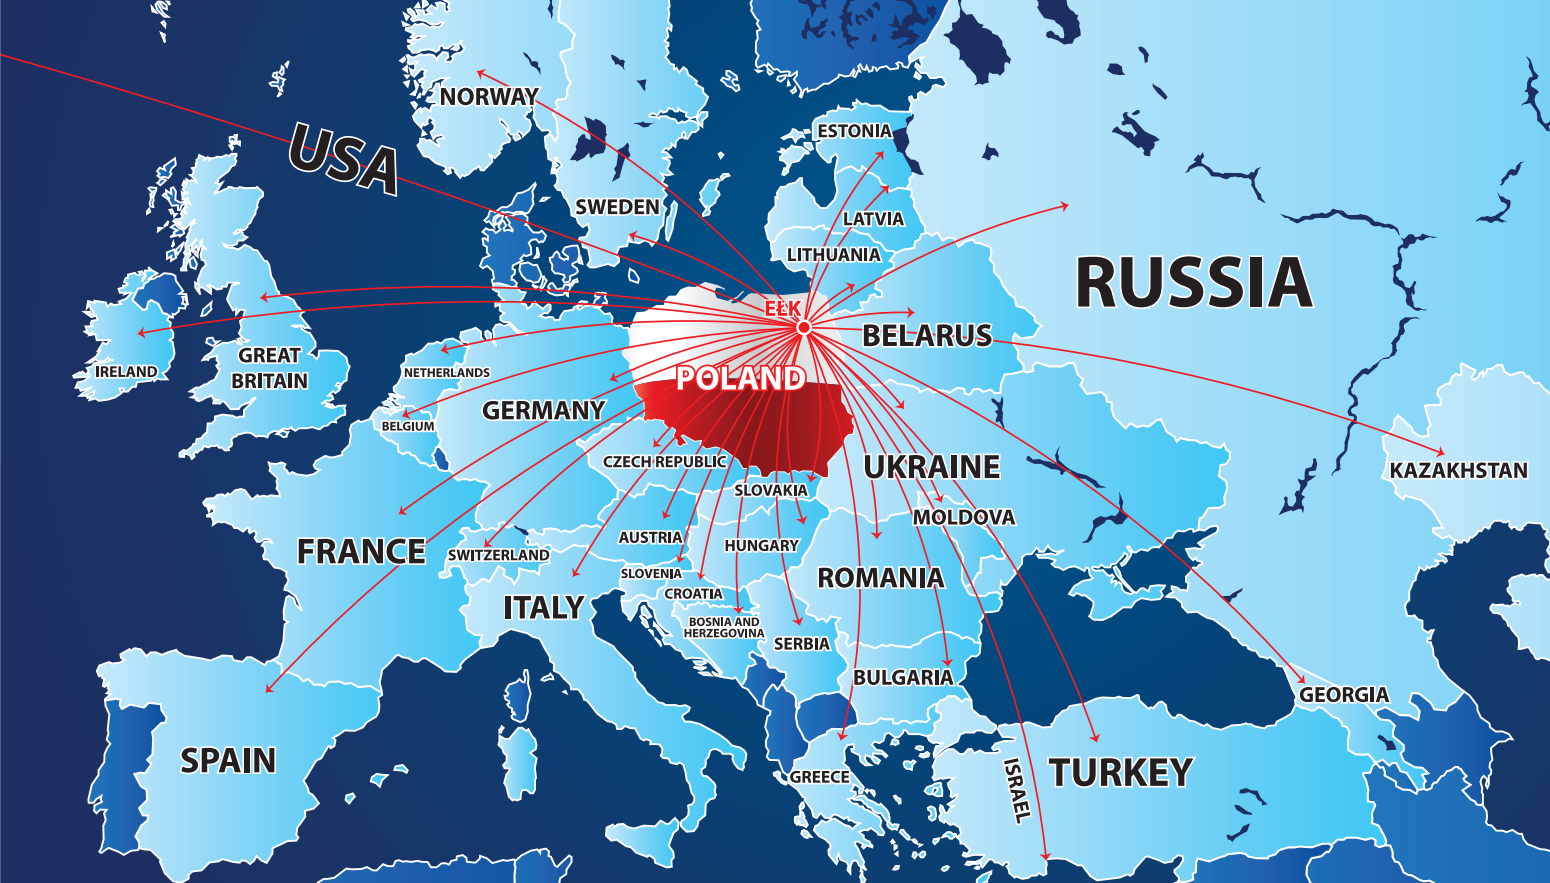 NORWAY
USA
ESTONIA
SWEDEN
LATVIA
LITHUANIA
RUSSIA
EŁK
BELARUS
GREAT
BRITAIN
IRELAND
NETHERLANDS
POLAND
GERMANY
BELGIUM
CZECH REPUBLIC
UKRAINE
KAZAKHSTAN
SLOVAKIA
MOLDOVA
AUSTRIA
HUNGARY
FRANCE
SWITZERLAND
SLOVENIA
ROMANIA
CROATIA
ITALY
BOSNIA AND
HERZEGOVINA
SERBIA
BULGARIA
GEORGIA
SPAIN
GREECE
ISRAEL
TURKEY